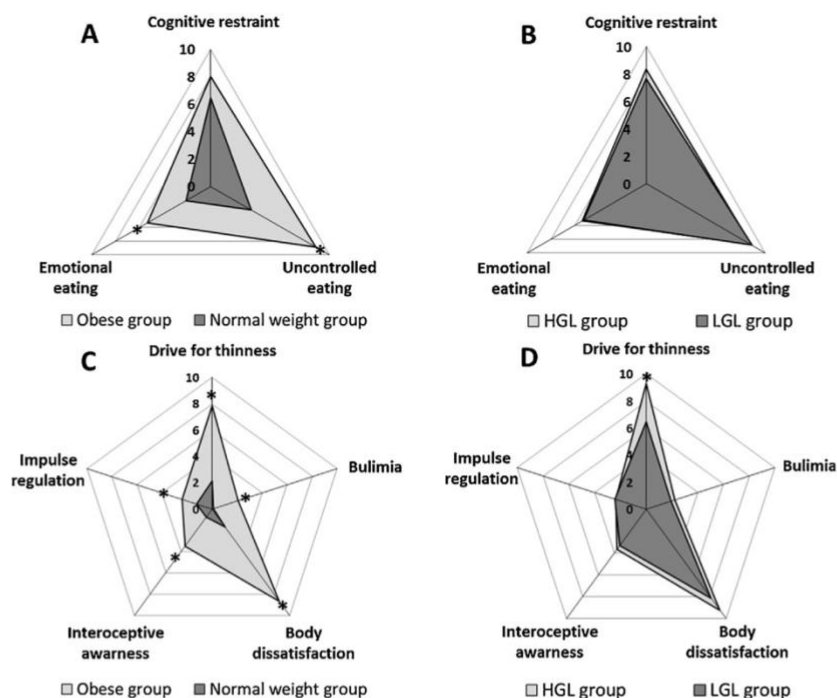 A
Cognitive restraint
10
8
6
4
2
0
*
*
Emotional
eating
Uncontrolled
eating
Obese group
Normal weight group
B
Cognitive restraint
10
8
6
4
2
0
Emotional
eating
Uncontrolled
eating
HGL group
LGL group
C
Drive for thinness
10
8
6
4
2
0
*
*
*
*
*
Impulse
regulation
Bulimia
Interoceptive
awarness
Body
dissatisfaction
Obese group
Normal weight group
D
Drive for thinness
10
8
6
4
2
0
*
Impulse
regulation
Bulimia
Interoceptive
awarness
Body
dissatisfaction
HGL group
LGL group